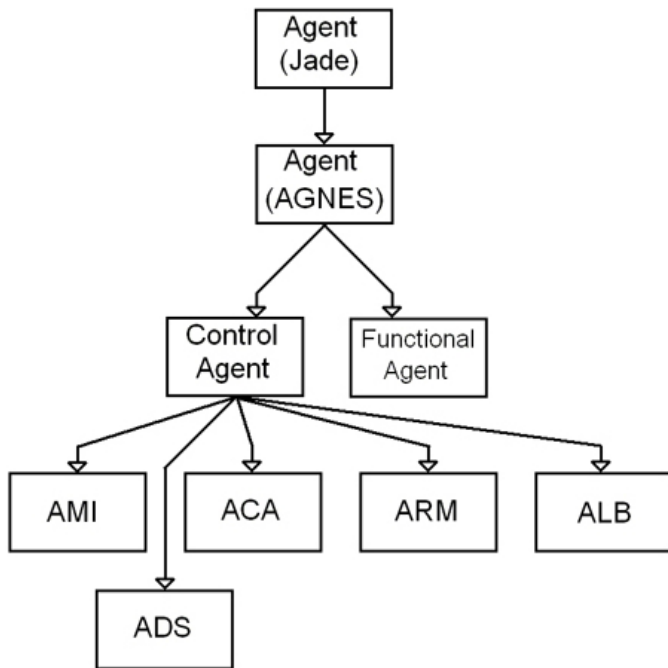 Agent
(Jade)
Agent
(AGNES)
Control
Agent
Functional
Agent
AMI
ACA
ARM
ALB
ADS